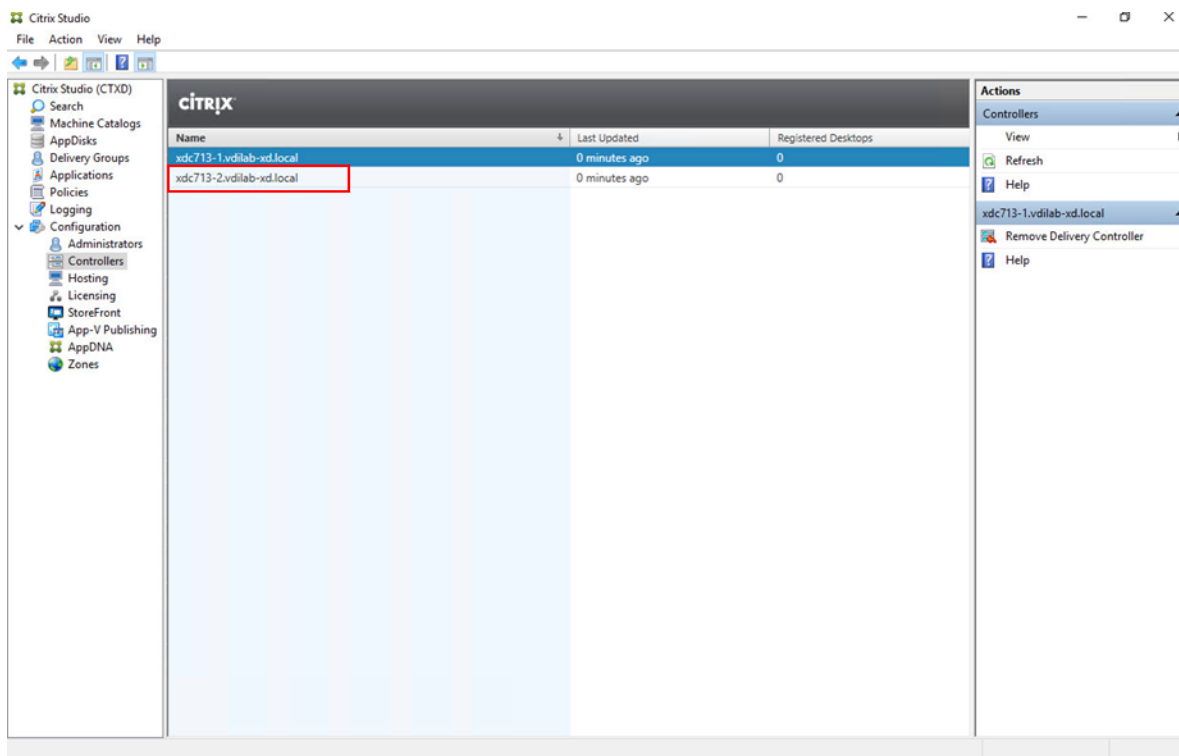 Citrix Studio
File Action View Help
Citrix Studio (CTXD)
Search
Machine Catalogs
AppDisks
Delivery Groups
Applications
Policies
Logging
Configuration
Administrators
Controllers
Hosting
Licensing
StoreFront
App-V Publishing
AppDNA
Zones
CİTRIX
Name Last Updated Registered Desktops
xdc713-1.vdilab-xd.local 0 minutes ago 0
xdc713-2.vdilab-xd.local 0 minutes ago 0
Actions
Controllers
View
Refresh
Help
xdc713-1.vdilab-xd.local
Remove Delivery Controller
Help